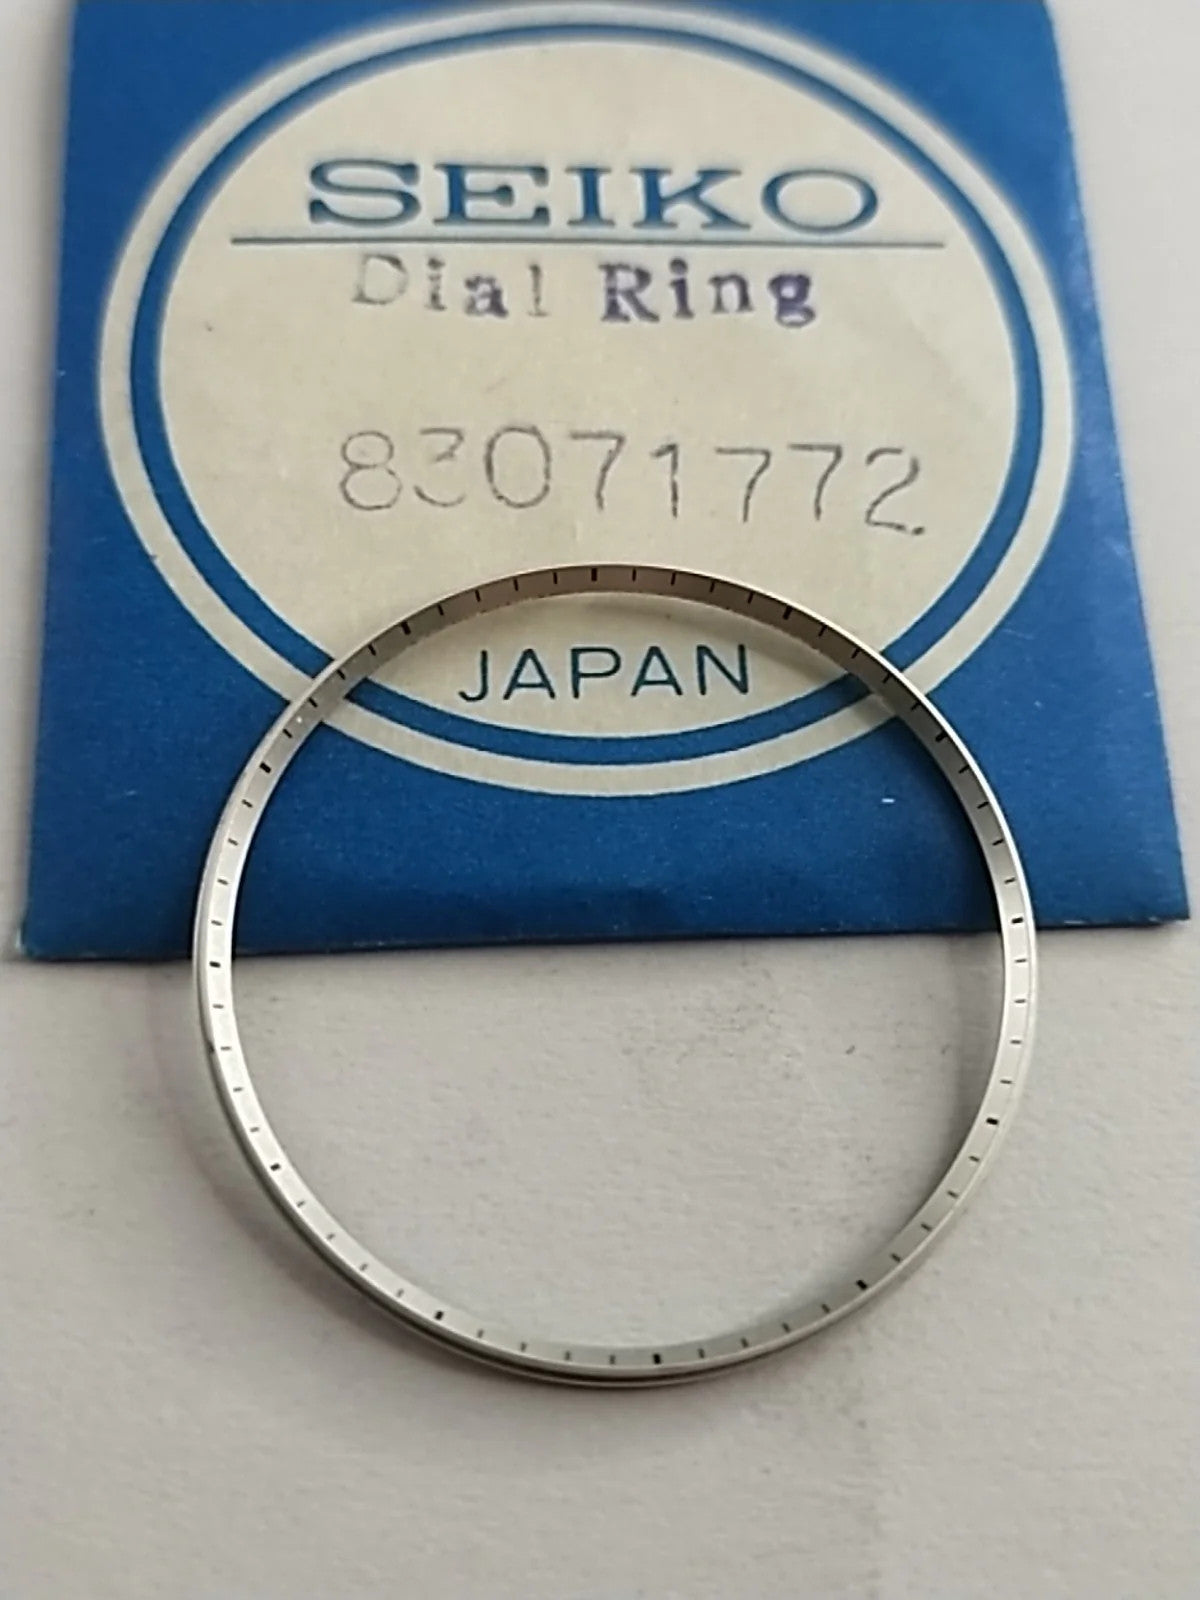 SEIKO
Dial Ring
83071772
JAPAN